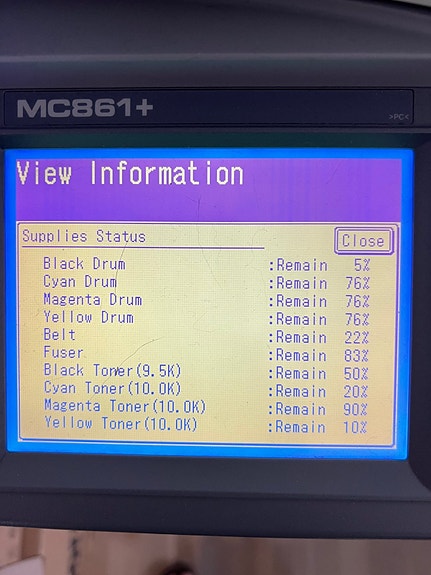 MC861+
>PC<
View Information
Supplies Status
Close
Black Drum :Remain 5%
Cyan Drum :Remain 76%
Magenta Drum :Remain 76%
Yellow Drum :Remain 76%
Belt :Remain 22%
Fuser :Remain 83%
Black Toner(9.5K) :Remain 50%
Cyan Toner(10.0K) :Remain 20%
Magenta Toner(10.0K) :Remain 90%
Yellow Toner(10.0K) :Remain 10%